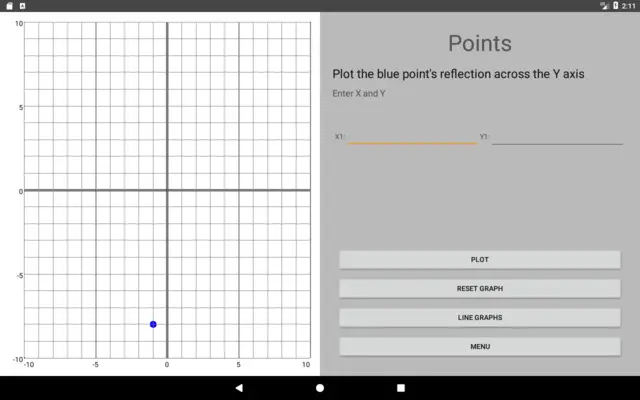 2:11
10
5
0
-5
-10
-10 -5 0 5 10
Points
Plot the blue point's reflection across the Y axis
Enter X and Y
X1: Y1:
PLOT
RESET GRAPH
LINE GRAPHS
MENU